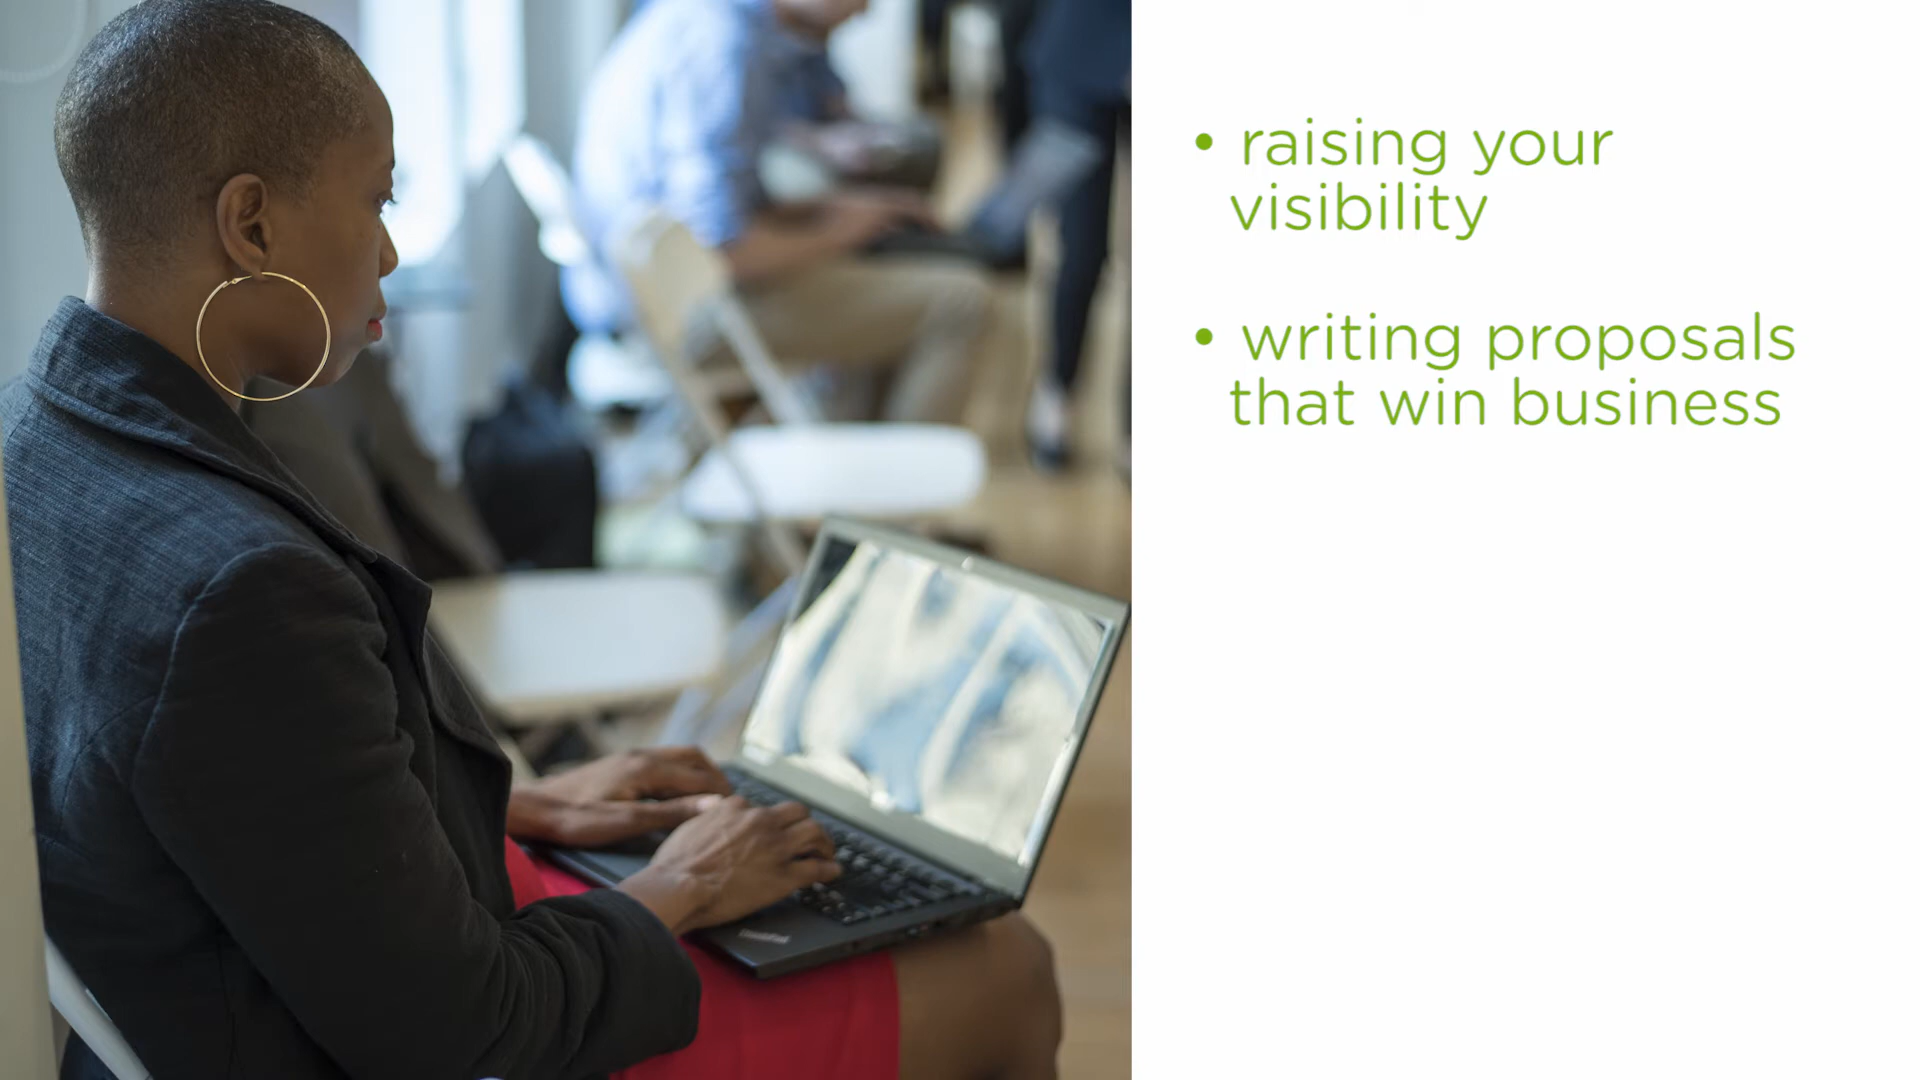 • raising your
visibility
• writing proposals
that win business